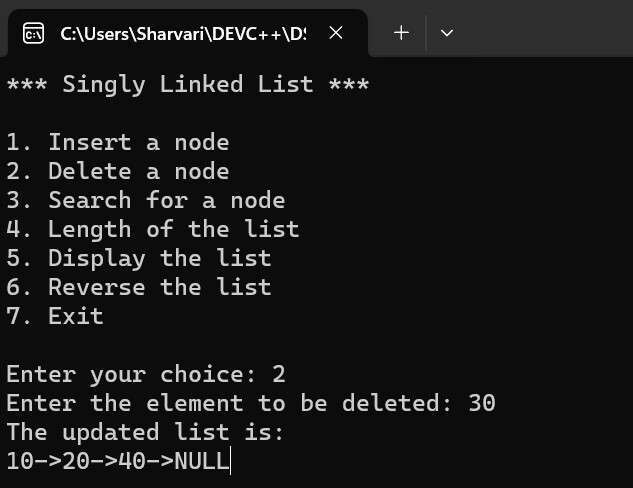 C:\Users\Sharvari\DEVC++\DS
*** Singly Linked List ***
1. Insert a node
2. Delete a node
3. Search for a node
4. Length of the list
5. Display the list
6. Reverse the list
7. Exit
Enter your choice: 2
Enter the element to be deleted: 30
The updated list is:
10->20->40->NULL